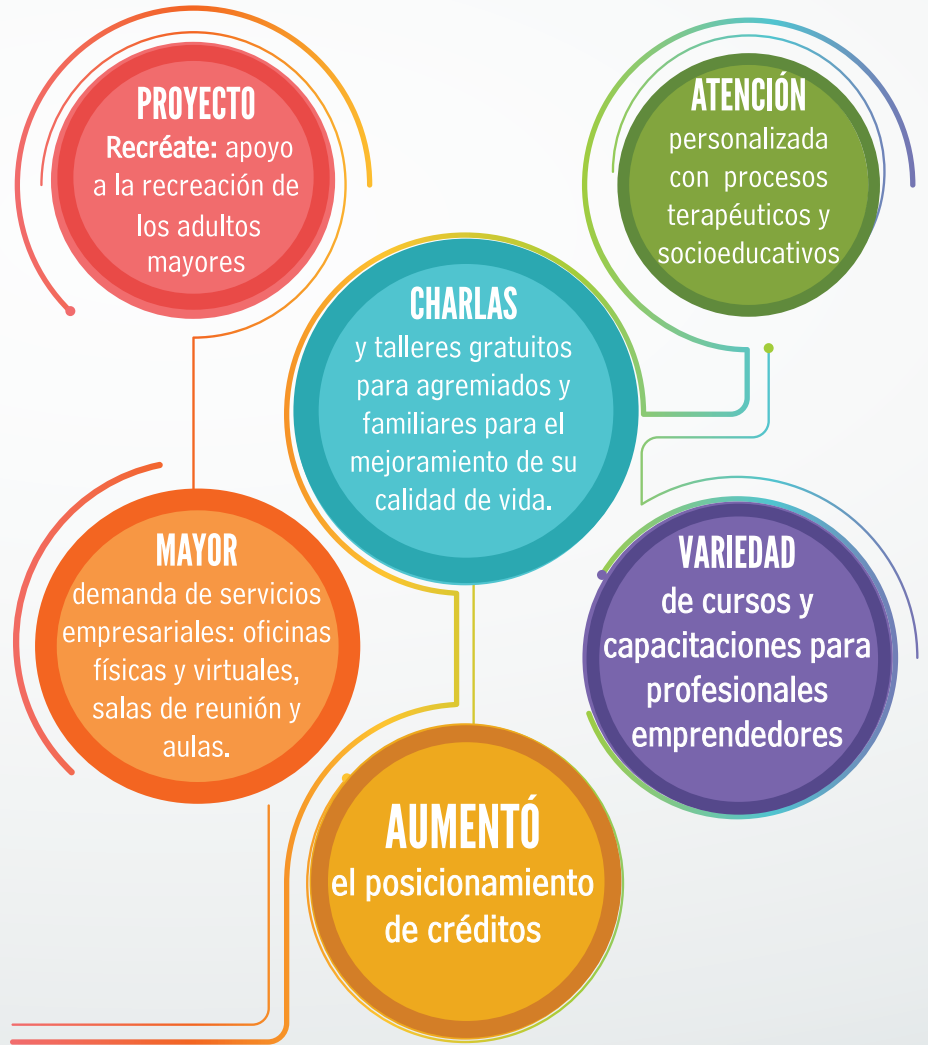 PROYECTO
Recréate: apoyo
a la recreación de
los adultos
mayores
ATENCIÓN
personalizada
con procesos
terapéuticos y
socioeducativos
CHARLAS
y talleres gratuitos
para agremiados y
familiares para el
mejoramiento de su
calidad de vida.
MAYOR
demanda de servicios
empresariales: oficinas
físicas y virtuales,
salas de reunión y
aulas.
VARIEDAD
de cursos y
capacitaciones para
profesionales
emprendedores
AUMENTÓ
el posicionamiento
de créditos